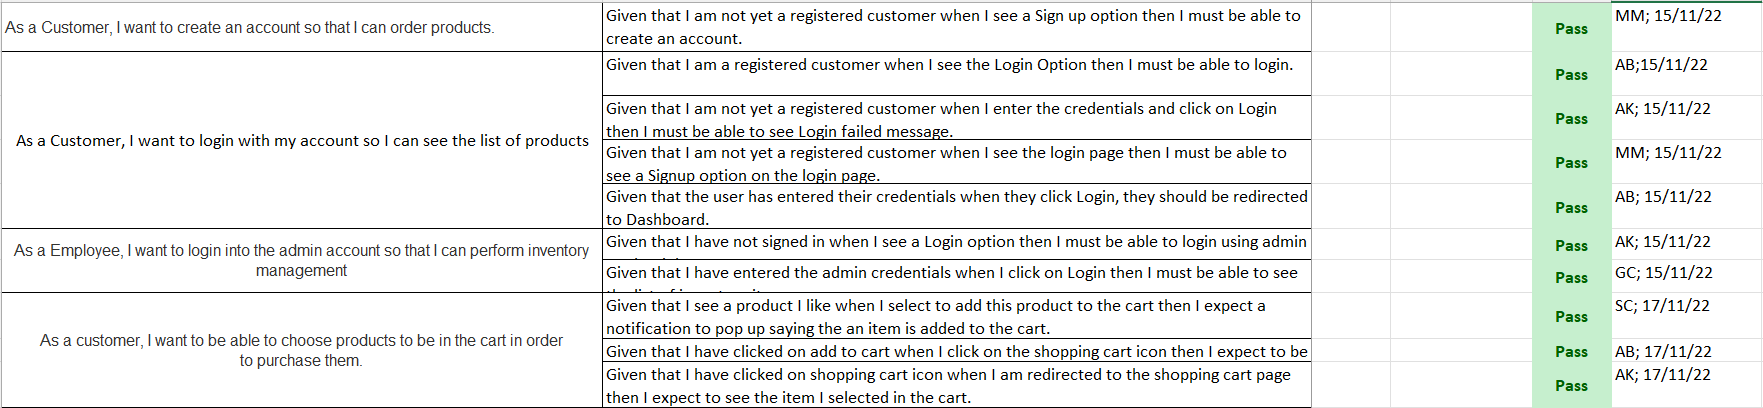 As a Customer, I want to create an account so that I can order products.
Given that I am not yet a registered customer when I see a Sign up option then I must be able to
create an account.
Pass
MM; 15/11/22
As a Customer, I want to login with my account so I can see the list of products
Given that I am a registered customer when I see the Login Option then I must be able to login.
Pass
AB;15/11/22
Given that I am not yet a registered customer when I enter the credentials and click on Login
then I must be able to see Login failed message.
Pass
AK; 15/11/22
Given that I am not yet a registered customer when I see the login page then I must be able to
see a Signup option on the login page.
Pass
MM; 15/11/22
Given that the user has entered their credentials when they click Login, they should be redirected
to Dashboard.
Pass
AB; 15/11/22
As a Employee, I want to login into the admin account so that I can perform inventory
management
Given that I have not signed in when I see a Login option then I must be able to login using admin
Pass
AK; 15/11/22
Given that I have entered the admin credentials when I click on Login then I must be able to see
Pass
GC; 15/11/22
As a customer, I want to be able to choose products to be in the cart in order
to purchase them.
Given that I see a product I like when I select to add this product to the cart then I expect a
notification to pop up saying the an item is added to the cart.
Pass
SC; 17/11/22
Given that I have clicked on add to cart when I click on the shopping cart icon then I expect to be
Pass
AB; 17/11/22
Given that I have clicked on shopping cart icon when I am redirected to the shopping cart page
then I expect to see the item I selected in the cart.
Pass
AK; 17/11/22